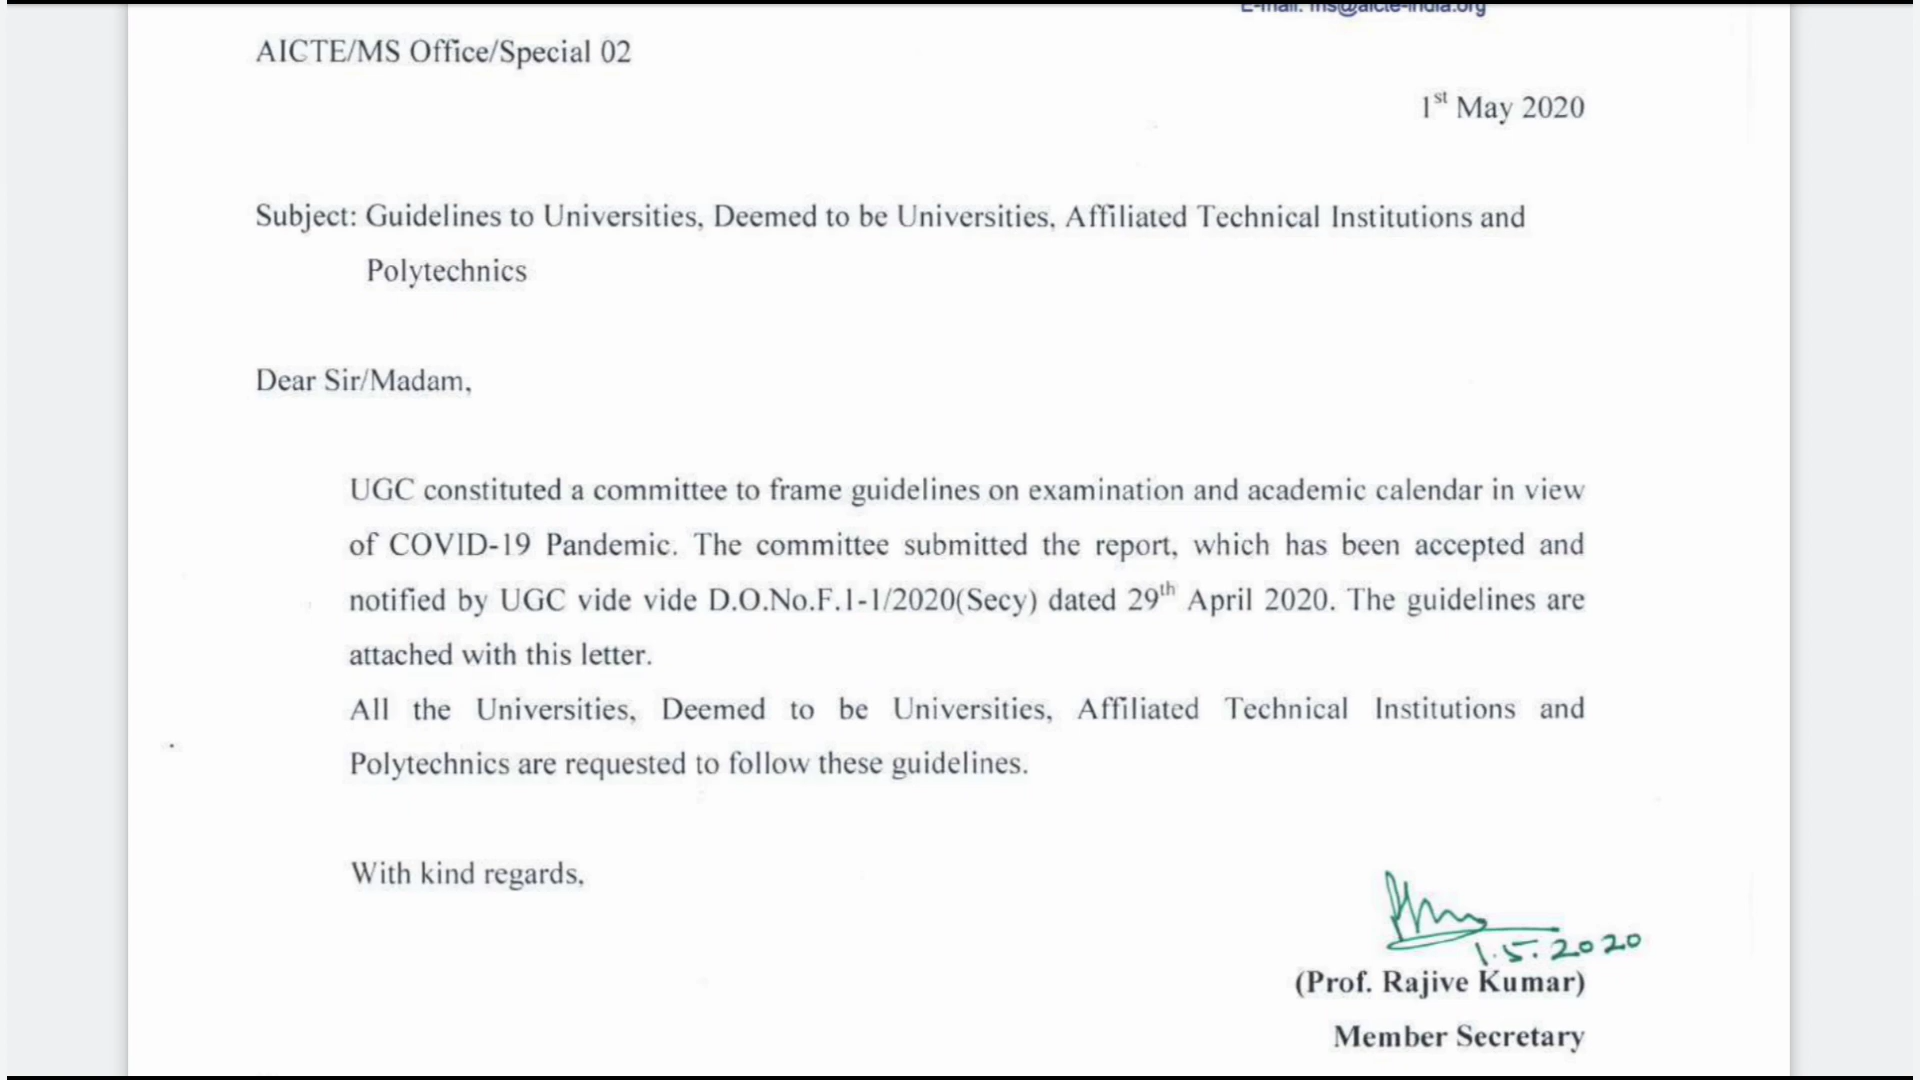 E-mail: ms@aicte-india.org
AICTE/MS Office/Special 02
1st May 2020
Subject: Guidelines to Universities, Deemed to be Universities, Affiliated Technical Institutions and
Polytechnics
Dear Sir/Madam,
UGC constituted a committee to frame guidelines on examination and academic calendar in view
of COVID-19 Pandemic. The committee submitted the report, which has been accepted and
notified by UGC vide vide D.O.No.F.1-1/2020(Secy) dated 29th April 2020. The guidelines are
attached with this letter.
All the Universities, Deemed to be Universities, Affiliated Technical Institutions and
Polytechnics are requested to follow these guidelines.
With kind regards,
1.5.2020
(Prof. Rajive Kumar)
Member Secretary